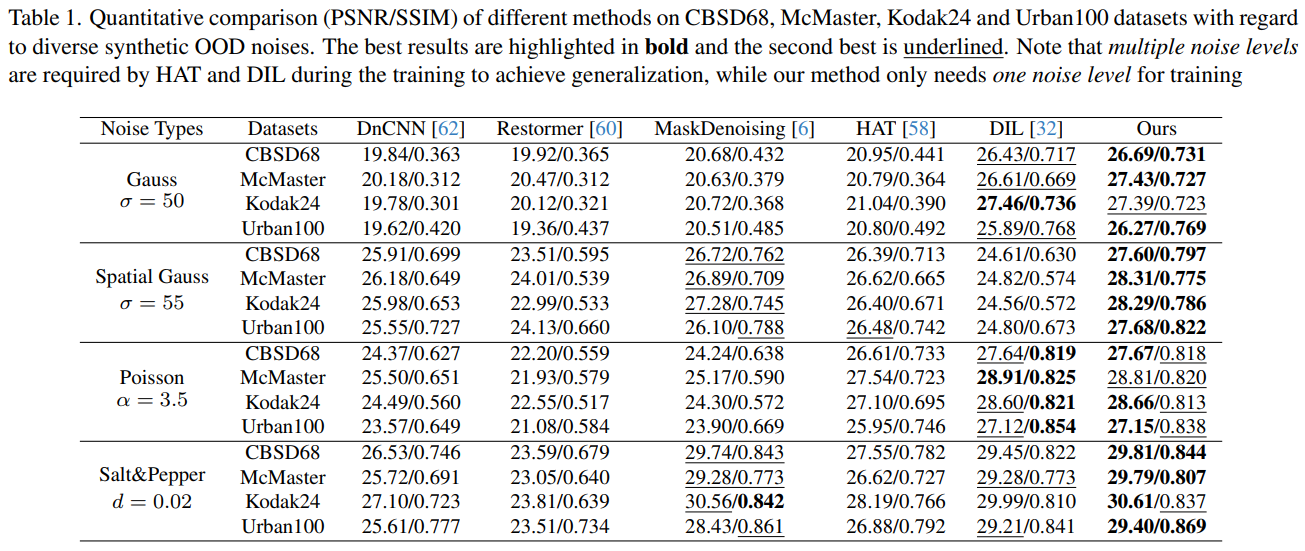 Table 1. Quantitative comparison (PSNR/SSIM) of different methods on CBSD68, McMaster, Kodak24 and Urban100 datasets with regard
to diverse synthetic OOD noises. The best results are highlighted in bold and the second best is underlined. Note that multiple noise levels
are required by HAT and DIL during the training to achieve generalization, while our method only needs one noise level for training
Noise Types Datasets DnCNN [62] Restormer [60] MaskDenoising [6] HAT [58] DIL [32] Ours
Gauss σ = 50
CBSD68 19.84/0.363 19.92/0.365 20.68/0.432 20.95/0.441 26.43/0.717 26.69/0.731
McMaster 20.18/0.312 20.47/0.312 20.63/0.379 20.79/0.364 26.61/0.669 27.43/0.727
Kodak24 19.78/0.301 20.12/0.321 20.72/0.368 21.04/0.390 27.46/0.736 27.39/0.723
Urban100 19.62/0.420 19.36/0.437 20.51/0.485 20.80/0.492 25.89/0.768 26.27/0.769
Spatial Gauss σ = 55
CBSD68 25.91/0.699 23.51/0.595 26.72/0.762 26.39/0.713 24.61/0.630 27.60/0.797
McMaster 26.18/0.649 24.01/0.539 26.89/0.709 26.62/0.665 24.82/0.574 28.31/0.775
Kodak24 25.98/0.653 22.99/0.533 27.28/0.745 26.40/0.671 24.56/0.572 28.29/0.786
Urban100 25.55/0.727 24.13/0.660 26.10/0.788 26.48/0.742 24.80/0.673 27.68/0.822
Poisson α = 3.5
CBSD68 24.37/0.627 22.20/0.559 24.24/0.638 26.61/0.733 27.64/0.819 27.67/0.818
McMaster 25.50/0.651 21.93/0.579 25.17/0.590 27.54/0.723 28.91/0.825 28.81/0.820
Kodak24 24.49/0.560 22.55/0.517 24.30/0.572 27.10/0.695 28.60/0.821 28.66/0.813
Urban100 23.57/0.649 21.08/0.584 23.90/0.669 25.95/0.746 27.12/0.854 27.15/0.838
Salt&Pepper d = 0.02
CBSD68 26.53/0.746 23.59/0.679 29.74/0.843 27.55/0.782 29.45/0.822 29.81/0.844
McMaster 25.72/0.691 23.05/0.640 29.28/0.773 26.62/0.727 29.28/0.773 29.79/0.807
Kodak24 27.10/0.723 23.81/0.639 30.56/0.842 28.19/0.766 29.99/0.810 30.61/0.837
Urban100 25.61/0.777 23.51/0.734 28.43/0.861 26.88/0.792 29.21/0.841 29.40/0.869